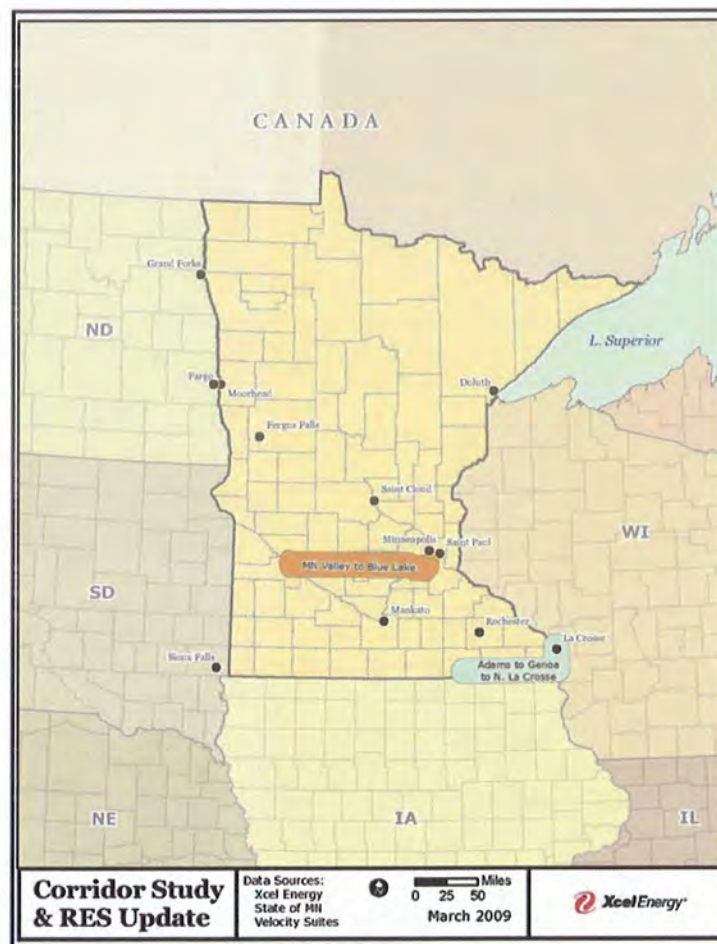 CANADA
Grand Forks
ND
L. Superior
Fargo
Moorhead
Duluth
Fergus Falls
Saint Cloud
WI
Minneapolis
Saint Paul
MN Valley to Blue Lake
SD
Mankato
Rochester
La Crosse
Sioux Falls
Adams to Genoa
to N. La Crosse
NE
IA
IL
Corridor Study
& RES Update
Data Sources:
Xcel Energy
State of MN
Velocity Suites
Miles
0 25 50
March 2009
Xcel Energy®